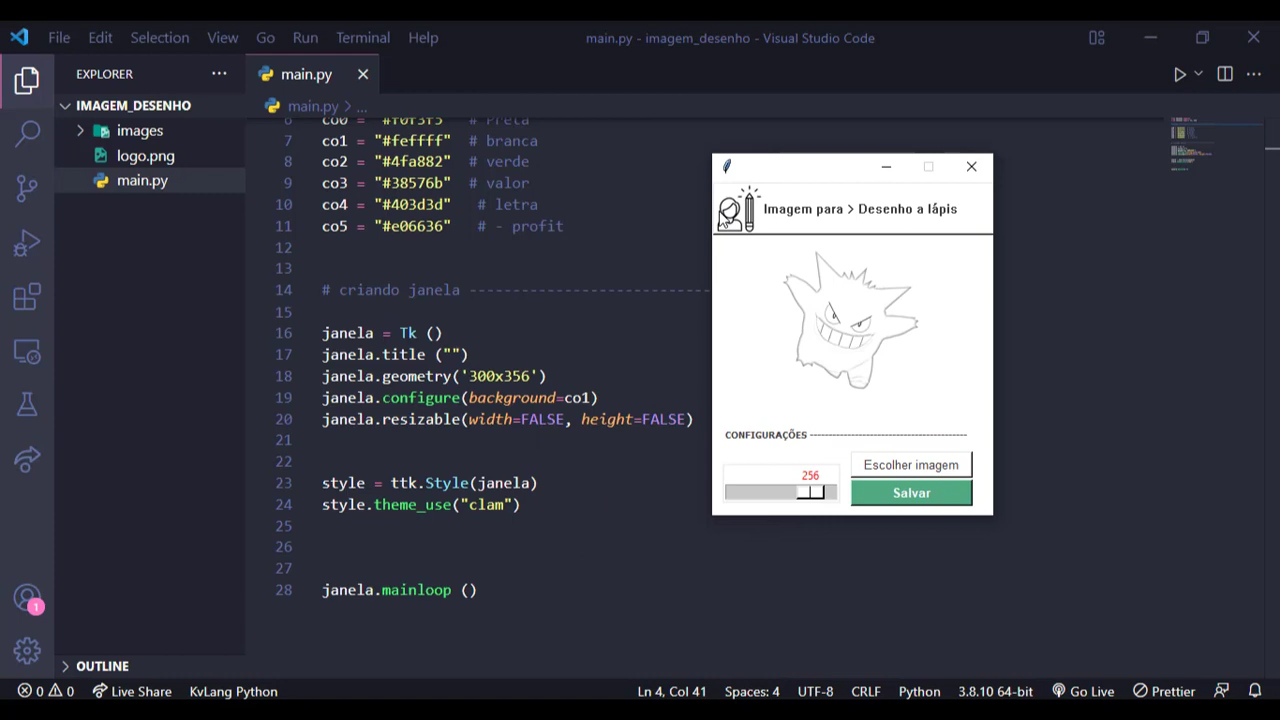 File Edit Selection View Go Run Terminal Help
main.py - imagem_desenho - Visual Studio Code
EXPLORER
main.py
IMAGEM_DESENHO
images
logo.png
main.py
main.py > ...
6 co0 = "#f0f3f5" # Preta
7 co1 = "#feffff" # branca
8 co2 = "#4fa882" # verde
9 co3 = "#38576b" # valor
10 co4 = "#403d3d" # letra
11 co5 = "#e06636" # - profit
12
13
14 # criando janela ----------------------------
15
16 janela = Tk ()
17 janela.title ("")
18 janela.geometry('300x356')
19 janela.configure(background=co1)
20 janela.resizable(width=FALSE, height=FALSE)
21
22
23 style = ttk.Style(janela)
24 style.theme_use("clam")
25
26
27
28 janela.mainloop ()
Imagem para > Desenho a lápis
CONFIGURAÇÕES ------------------------------------
256
Escolher imagem
Salvar
1
OUTLINE
0 0 Live Share KvLang Python
Ln 4, Col 41 Spaces: 4 UTF-8 CRLF Python 3.8.10 64-bit Go Live Prettier